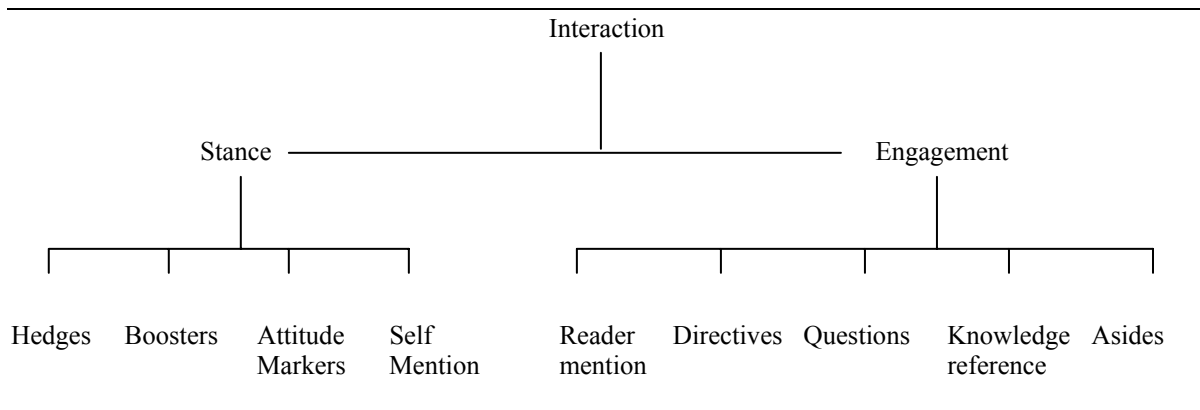 Interaction
Stance Engagement
Hedges Boosters Attitude Markers Self Mention Reader mention Directives Questions Knowledge reference Asides